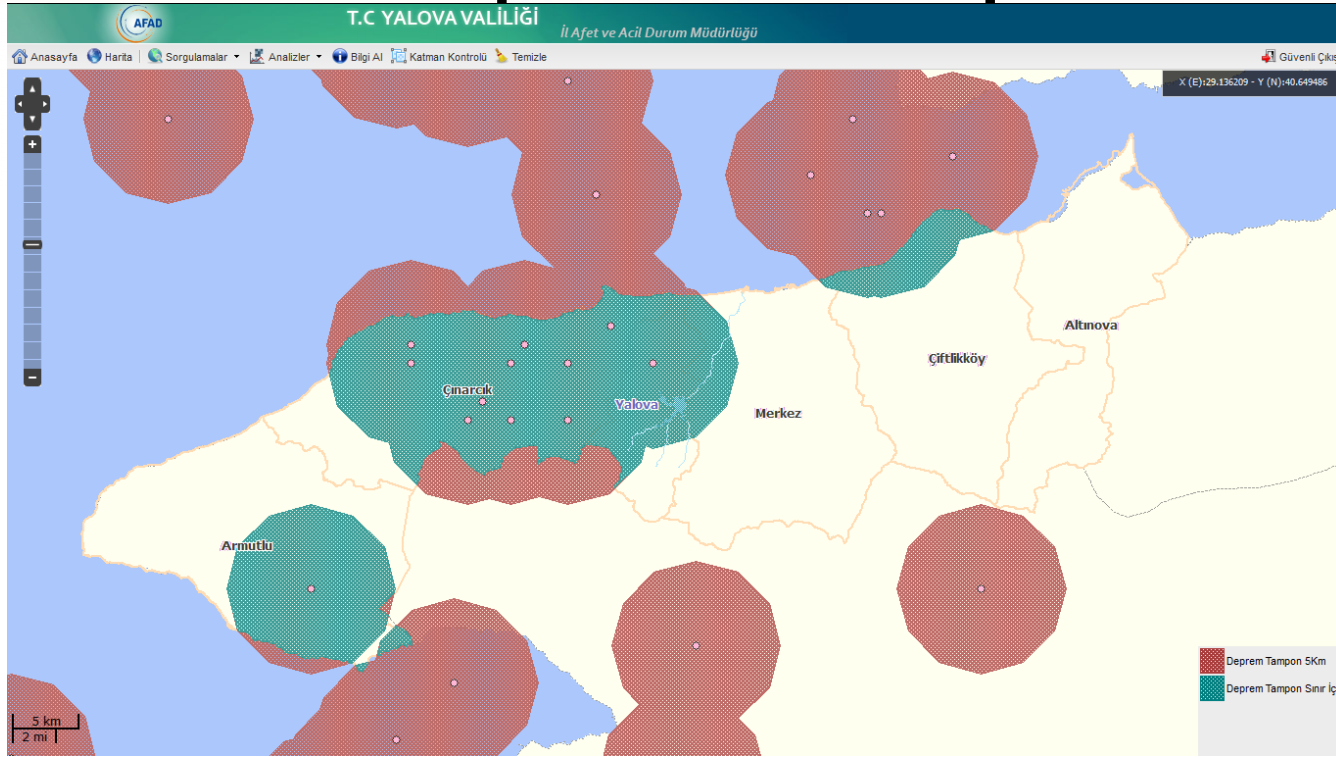 AFAD
T.C YALOVA VALİLİĞİ
İl Afet ve Acil Durum Müdürlüğü
Anasayfa Harita Sorgulamalar Analizler Bilgi Al Katman Kontrolü Temizle Güvenli Çıkış
X (E):29.136209 - Y (N):40.649486
Altınova
Çiftlikköy
Çınarcık
Yalova
Merkez
Armutlu
Deprem Tampon 5Km
Deprem Tampon Sınır İç
5 km
2 mi